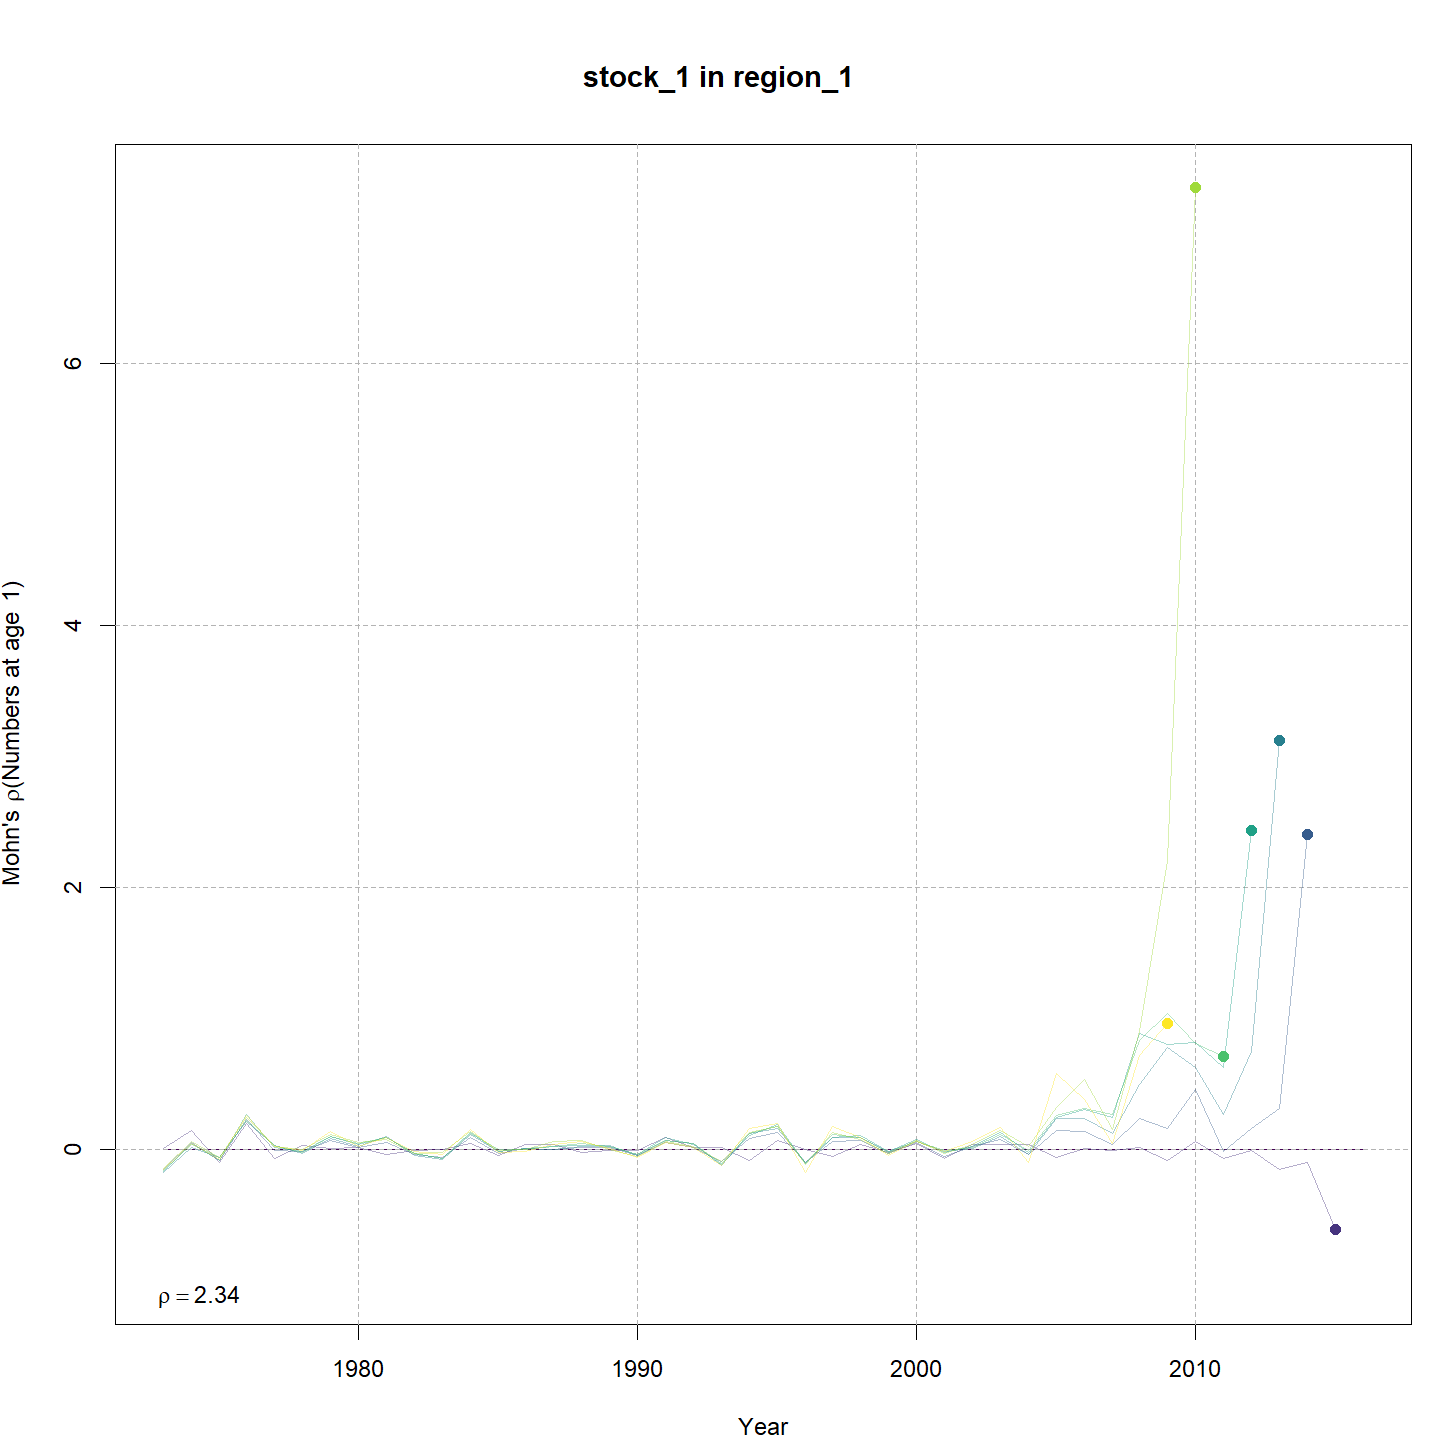 stock_1 in region_1
Mohn's ρ(Numbers at age 1)
6
4
2
0
ρ = 2.34
1980 1990 2000 2010
Year